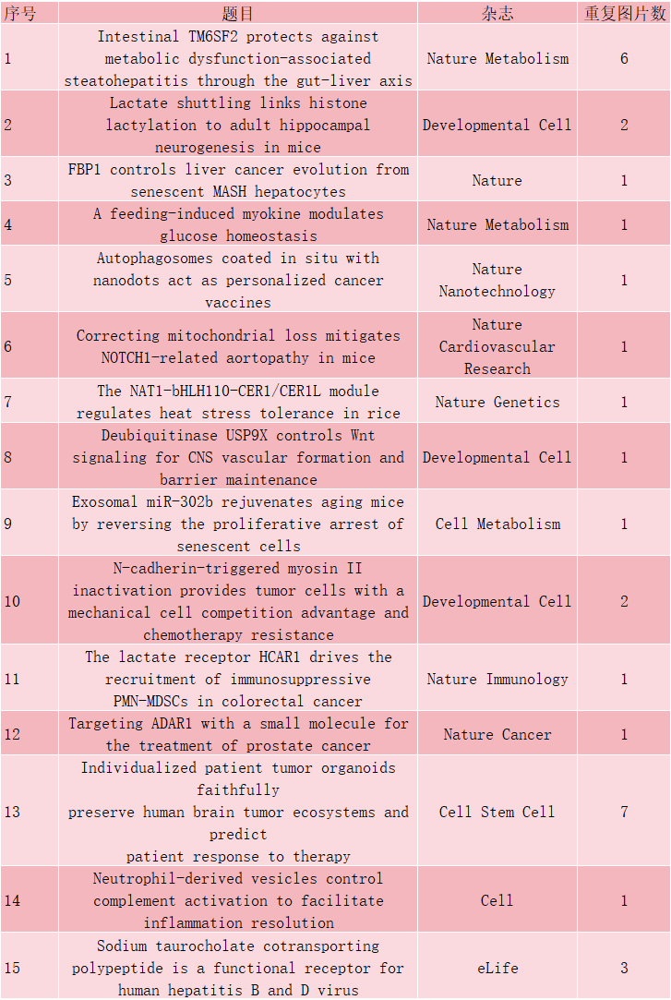 序号 题目 杂志 重复图片数
1 Intestinal TM6SF2 protects against metabolic dysfunction-associated steatohepatitis through the gut-liver axis Nature Metabolism 6
2 Lactate shuttling links histone lactylation to adult hippocampal neurogenesis in mice Developmental Cell 2
3 FBP1 controls liver cancer evolution from senescent MASH hepatocytes Nature 1
4 A feeding-induced myokine modulates glucose homeostasis Nature Metabolism 1
5 Autophagosomes coated in situ with nanodots act as personalized cancer vaccines Nature Nanotechnology 1
6 Correcting mitochondrial loss mitigates NOTCH1-related aortopathy in mice Nature Cardiovascular Research 1
7 The NAT1-bHLH110-CER1/CER1L module regulates heat stress tolerance in rice Nature Genetics 1
8 Deubiquitinase USP9X controls Wnt signaling for CNS vascular formation and barrier maintenance Developmental Cell 1
9 Exosomal miR-302b rejuvenates aging mice by reversing the proliferative arrest of senescent cells Cell Metabolism 1
10 N-cadherin-triggered myosin II inactivation provides tumor cells with a mechanical cell competition advantage and chemotherapy resistance Developmental Cell 2
11 The lactate receptor HCAR1 drives the recruitment of immunosuppressive PMN-MDSCs in colorectal cancer Nature Immunology 1
12 Targeting ADAR1 with a small molecule for the treatment of prostate cancer Nature Cancer 1
13 Individualized patient tumor organoids faithfully preserve human brain tumor ecosystems and predict patient response to therapy Cell Stem Cell 7
14 Neutrophil-derived vesicles control complement activation to facilitate inflammation resolution Cell 1
15 Sodium taurocholate cotransporting polypeptide is a functional receptor for human hepatitis B and D virus eLife 3